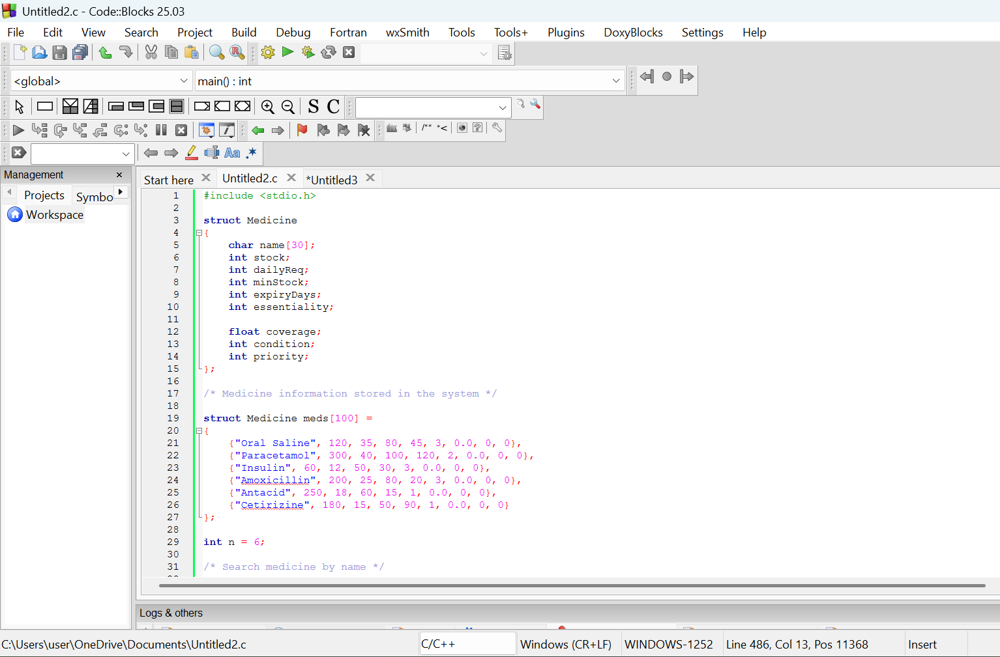 Untitled2.c - Code::Blocks 25.03
File Edit View Search Project Build Debug Fortran wxSmith Tools Tools+ Plugins DoxyBlocks Settings Help
<global> main() : int
S C
/** *<
Aa .*
Management
Start here Untitled2.c *Untitled3
Projects Symbo
Workspace
1 #include <stdio.h>
2
3 struct Medicine
4 {
5 char name[30];
6 int stock;
7 int dailyReq;
8 int minStock;
9 int expiryDays;
10 int essentiality;
11
12 float coverage;
13 int condition;
14 int priority;
15 };
16
17 /* Medicine information stored in the system */
18
19 struct Medicine meds[100] =
20 {
21 {"Oral Saline", 120, 35, 80, 45, 3, 0.0, 0, 0},
22 {"Paracetamol", 300, 40, 100, 120, 2, 0.0, 0, 0},
23 {"Insulin", 60, 12, 50, 30, 3, 0.0, 0, 0},
24 {"Amoxicillin", 200, 25, 80, 20, 3, 0.0, 0, 0},
25 {"Antacid", 250, 18, 60, 15, 1, 0.0, 0, 0},
26 {"Cetirizine", 180, 15, 50, 90, 1, 0.0, 0, 0}
27 };
28
29 int n = 6;
30
31 /* Search medicine by name */
Logs & others
C:\Users\user\OneDrive\Documents\Untitled2.c C/C++ Windows (CR+LF) WINDOWS-1252 Line 486, Col 13, Pos 11368 Insert